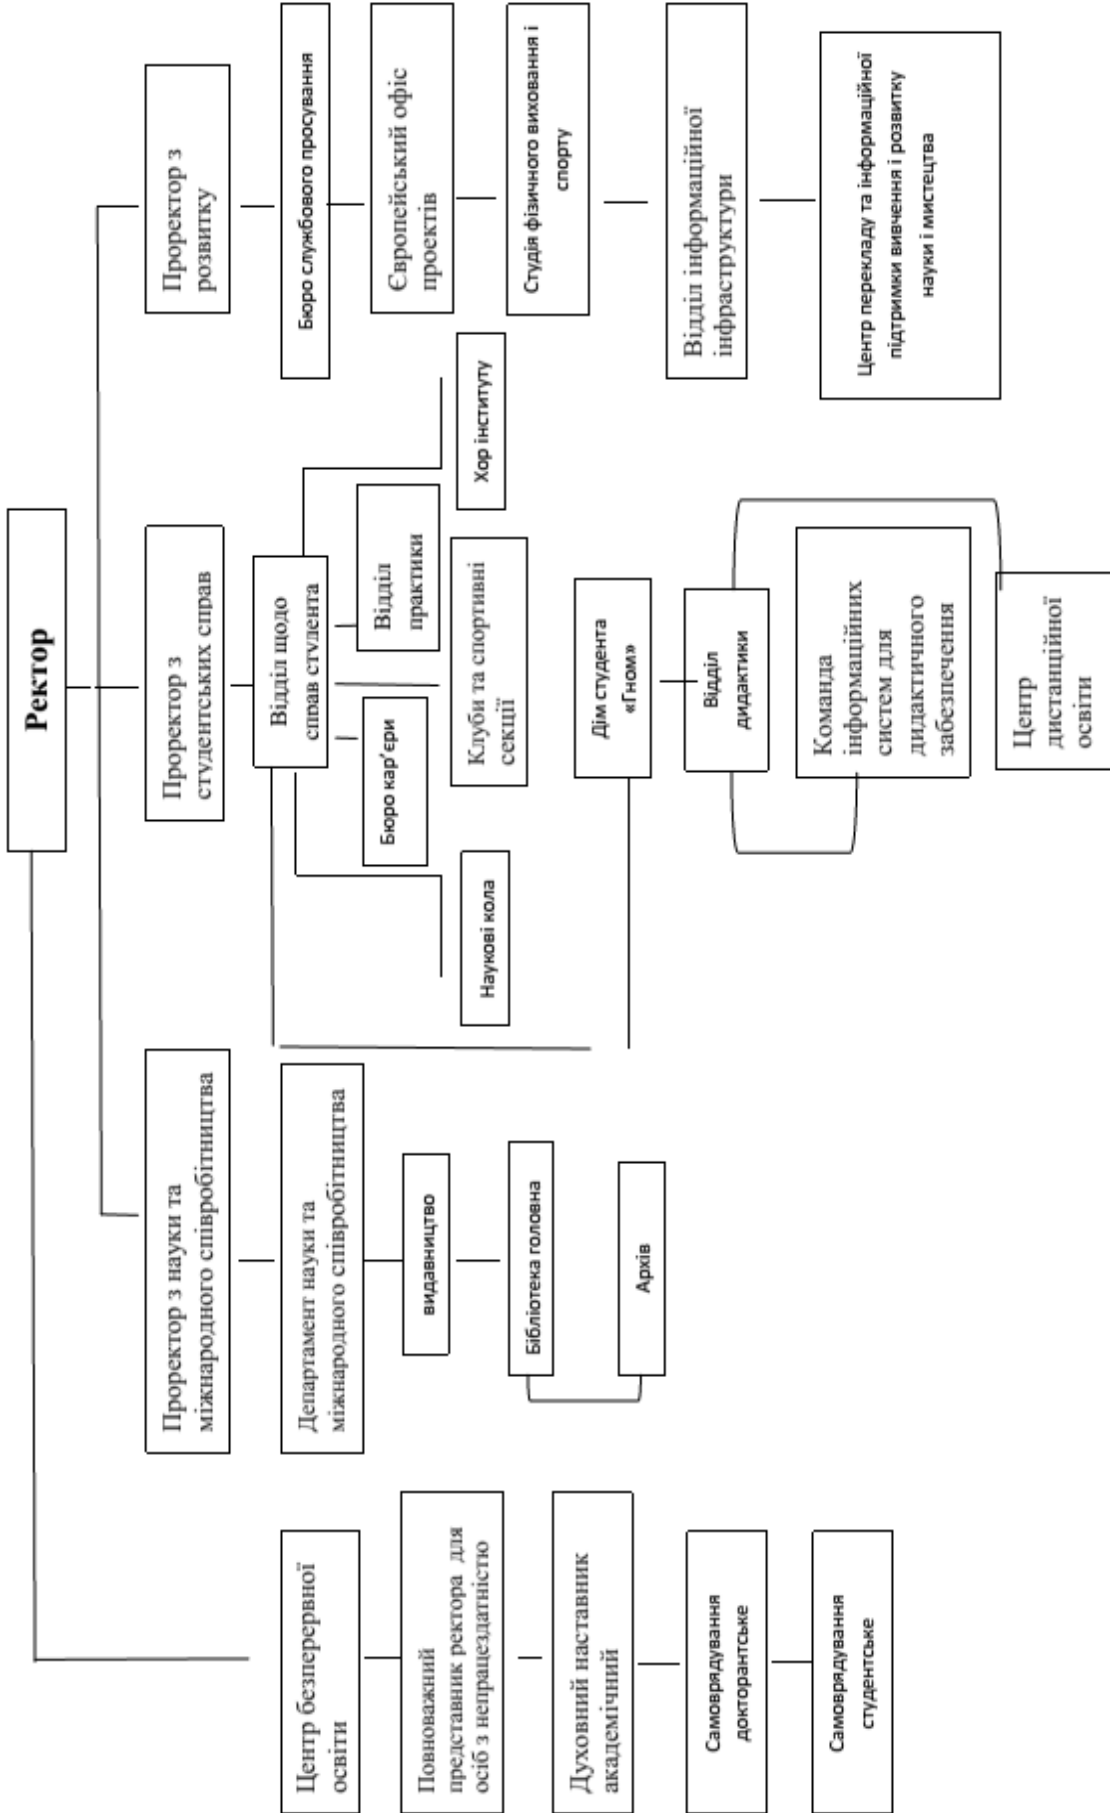 Ректор
Проректор з науки та
міжнародного співробітництва
Проректор з
студентських справ
Проректор з
розвитку
Центр безперервної
освіти
Повноважний
представник ректора для
осіб з непрацездатністю
Духовний наставник
академічний
Самоврядування
докторантське
Самоврядування
студентське
Департамент науки та
міжнародного співробітництва
видавництво
Бібліотека головна
Архів
Відділ щодо
справ студента
Наукові кола
Бюро кар’єри
Клуби та спортивні
секції
Відділ
практики
Хор інституту
Дім студента
«Гном»
Відділ
дидактики
Команда
інформаційних
систем для
дидактичного
забезпечення
Центр
дистанційної
освіти
Бюро службового просування
Європейський офіс
проектів
Студія фізичного виховання і
спорту
Відділ інформаційної
інфраструктури
Центр перекладу та інформаційної
підтримки вивчення і розвитку
науки і мистецтва